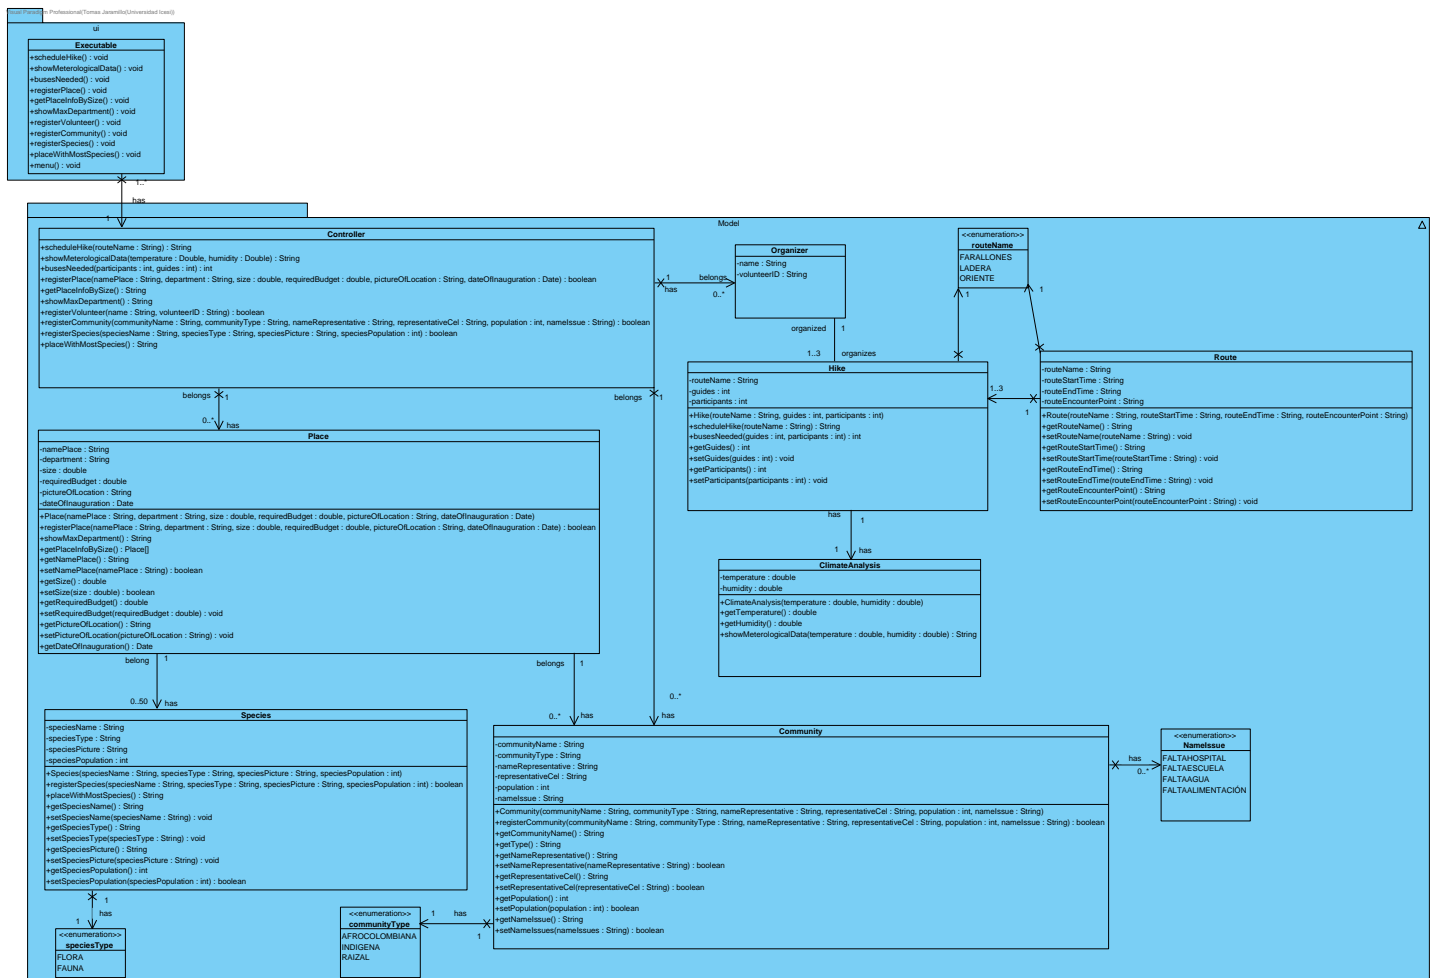 Visual Paradigm Professional(Tomas Jaramillo(Universidad Icesi))
ui
Executable
+scheduleHike() : void
+showMeterologicalData() : void
+busesNeeded() : void
+registerPlace() : void
+getPlaceInfoBySize() : void
+showMaxDepartment() : void
+registerVolunteer() : void
+registerCommunity() : void
+registerSpecies() : void
+placeWithMostSpecies() : void
+menu() : void
1..*
has
1
Model
Controller
+scheduleHike(routeName : String) : String
+showMeterologicalData(temperature : Double, humidity : Double) : String
+busesNeeded(participants : int, guides : int) : int
+registerPlace(namePlace : String, department : String, size : double, requiredBudget : double, pictureOfLocation : String, dateOfInauguration : Date) : boolean
+getPlaceInfoBySize() : String
+showMaxDepartment() : String
+registerVolunteer(name : String, volunteerID : String) : boolean
+registerCommunity(communityName : String, communityType : String, nameRepresentative : String, representativeCel : String, population : int, nameIssue : String) : boolean
+registerSpecies(speciesName : String, speciesType : String, speciesPicture : String, speciesPopulation : int) : boolean
+placeWithMostSpecies() : String
1
belongs
has
0..*
Organizer
-name : String
-volunteerID : String
organized
1
1..3
organizes
<<enumeration>>
routeName
FARALLONES
LADERA
ORIENTE
1
1
Hike
-routeName : String
-guides : int
-participants : int
+Hike(routeName : String, guides : int, participants : int)
+scheduleHike(routeName : String) : String
+busesNeeded(guides : int, participants : int) : int
+getGuides() : int
+setGuides(guides : int) : void
+getParticipants() : int
+setParticipants(participants : int) : void
1..3
1
Route
-routeName : String
-routeStartTime : String
-routeEndTime : String
-routeEncounterPoint : String
+Route(routeName : String, routeStartTime : String, routeEndTime : String, routeEncounterPoint : String)
+getRouteName() : String
+setRouteName(routeName : String) : void
+getRouteStartTime() : String
+setRouteStartTime(routeStartTime : String) : void
+getRouteEndTime() : String
+setRouteEndTime(routeEndTime : String) : void
+getRouteEncounterPoint() : String
+setRouteEncounterPoint(routeEncounterPoint : String) : void
belongs
1
0..*
has
belongs
1
Place
-namePlace : String
-department : String
-size : double
-requiredBudget : double
-pictureOfLocation : String
-dateOfInauguration : Date
+Place(namePlace : String, department : String, size : double, requiredBudget : double, pictureOfLocation : String, dateOfInauguration : Date)
+registerPlace(namePlace : String, department : String, size : double, requiredBudget : double, pictureOfLocation : String, dateOfInauguration : Date) : boolean
+showMaxDepartment() : String
+getPlaceInfoBySize() : Place[]
+getNamePlace() : String
+setNamePlace(namePlace : String) : boolean
+getSize() : double
+setSize(size : double) : boolean
+getRequiredBudget() : double
+setRequiredBudget(requiredBudget : double) : void
+getPictureOfLocation() : String
+setPictureOfLocation(pictureOfLocation : String) : void
+getDateOfInauguration() : Date
has
1
1
has
ClimateAnalysis
-temperature : double
-humidity : double
+ClimateAnalysis(temperature : double, humidity : double)
+getTemperature() : double
+getHumidity() : double
+showMeterologicalData(temperature : double, humidity : double) : String
belong
1
0..50
has
belongs
1
0..*
has
0..*
has
Species
-speciesName : String
-speciesType : String
-speciesPicture : String
-speciesPopulation : int
+Species(speciesName : String, speciesType : String, speciesPicture : String, speciesPopulation : int)
+registerSpecies(speciesName : String, speciesType : String, speciesPicture : String, speciesPopulation : int) : boolean
+placeWithMostSpecies() : String
+getSpeciesName() : String
+setSpeciesName(speciesName : String) : void
+getSpeciesType() : String
+setSpeciesType(speciesType : String) : void
+getSpeciesPicture() : String
+setSpeciesPicture(speciesPicture : String) : void
+getSpeciesPopulation() : int
+setSpeciesPopulation(speciesPopulation : int) : boolean
Community
-communityName : String
-communityType : String
-nameRepresentative : String
-representativeCel : String
-population : int
-nameIssue : String
+Community(communityName : String, communityType : String, nameRepresentative : String, representativeCel : String, population : int, nameIssue : String)
+registerCommunity(communityName : String, communityType : String, nameRepresentative : String, representativeCel : String, population : int, nameIssue : String) : boolean
+getCommunityName() : String
+getType() : String
+getNameRepresentative() : String
+setNameRepresentative(nameRepresentative : String) : boolean
+getRepresentativeCel() : String
+setRepresentativeCel(representativeCel : String) : boolean
+getPopulation() : int
+setPopulation(population : int) : boolean
+getNameIssue() : String
+setNameIssues(nameIssues : String) : boolean
has
0..*
<<enumeration>>
NameIssue
FALTAHOSPITAL
FALTAESCUELA
FALTAAGUA
FALTAALIMENTACIÓN
1
has
1
<<enumeration>>
speciesType
FLORA
FAUNA
<<enumeration>>
communityType
AFROCOLOMBIANA
INDIGENA
RAIZAL
1
has
1